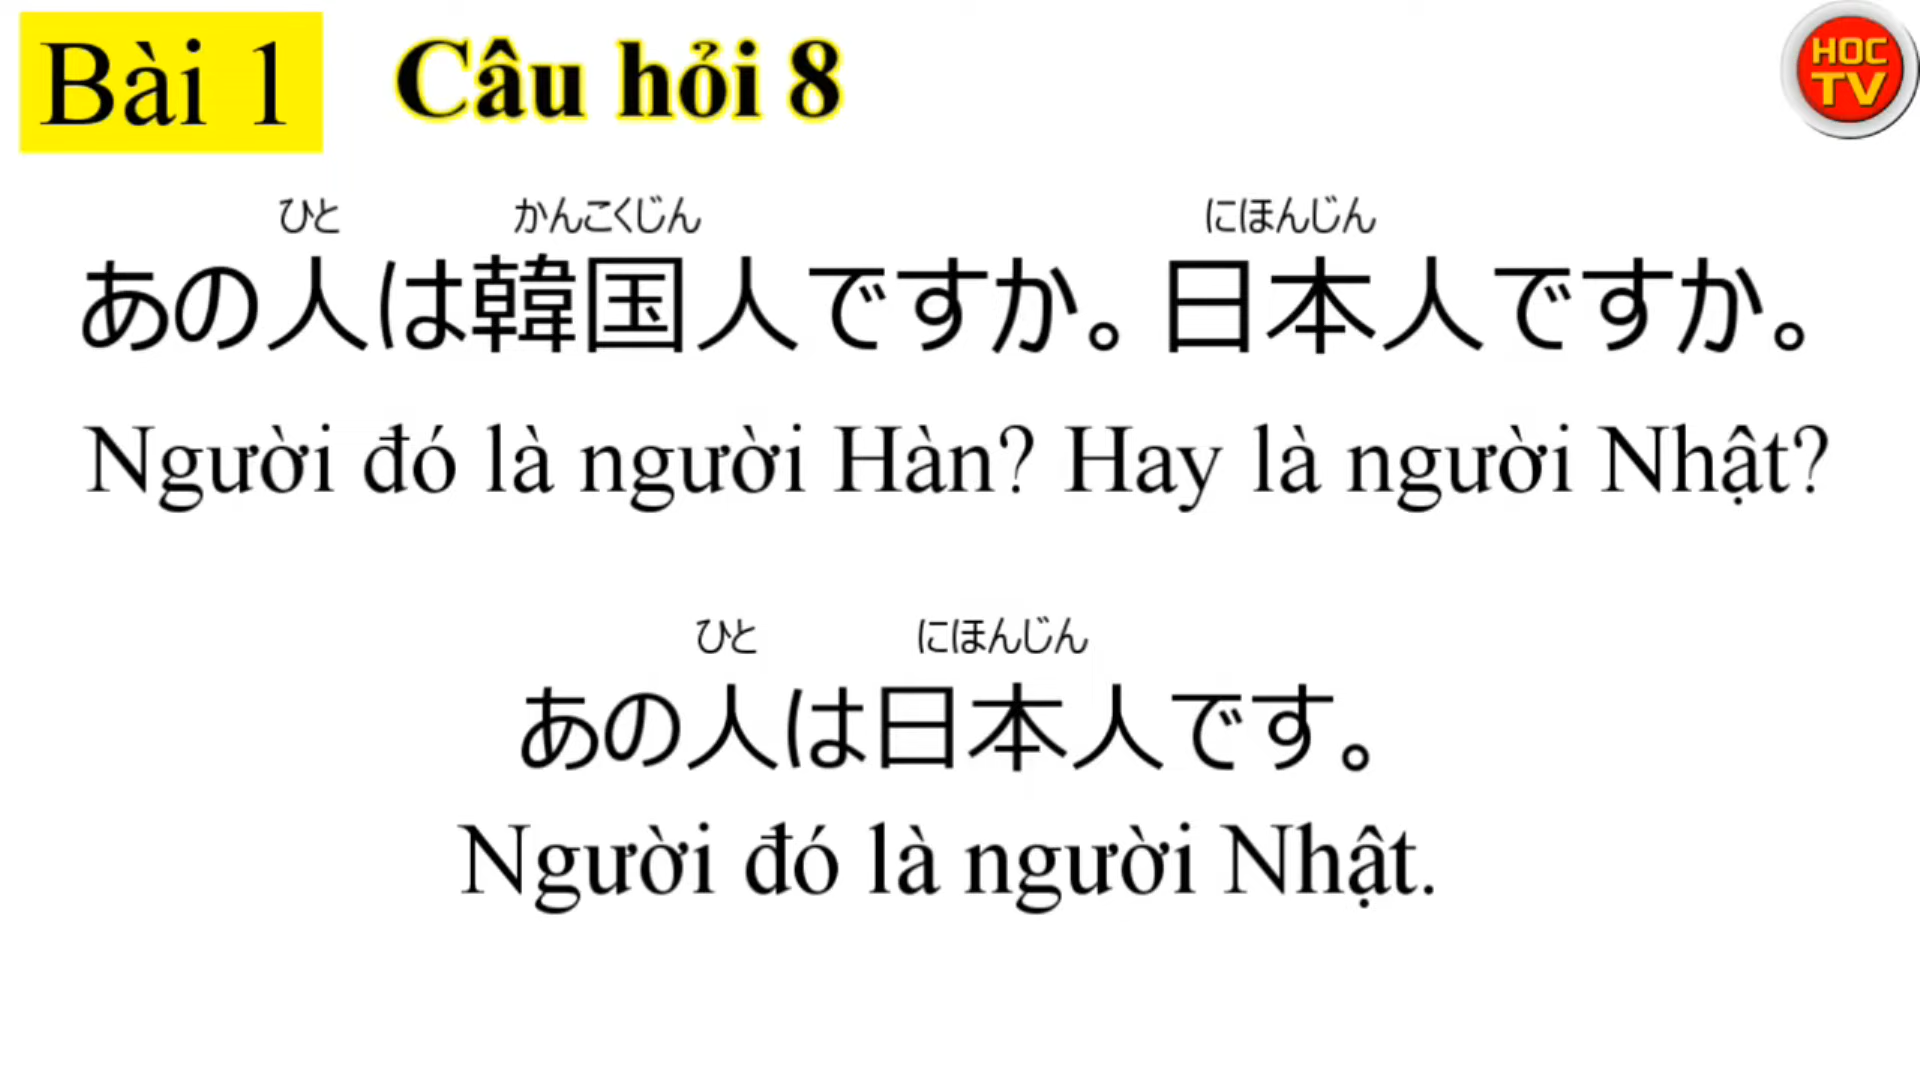 Bài 1 Câu hỏi 8
HOC
TV
ひと かんこくじん にほんじん
あの人は韓国人ですか。日本人ですか。
Người đó là người Hàn? Hay là người Nhật?
ひと にほんじん
あの人は日本人です。
Người đó là người Nhật.